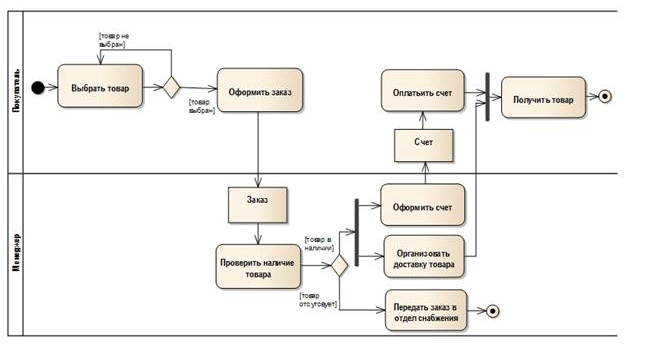 Покупатель
[товар не
выбран]
Выбрать товар
[товар
выбран]
Оформить заказ
Оплатьить счет
Получить товар
Счет
Менеджер
Заказ
Проверить наличие
товара
[товар в
наличии]
[товар
отсутсвует]
Оформить счет
Организовать
доставку товара
Передать заказ в
отдел снабжения